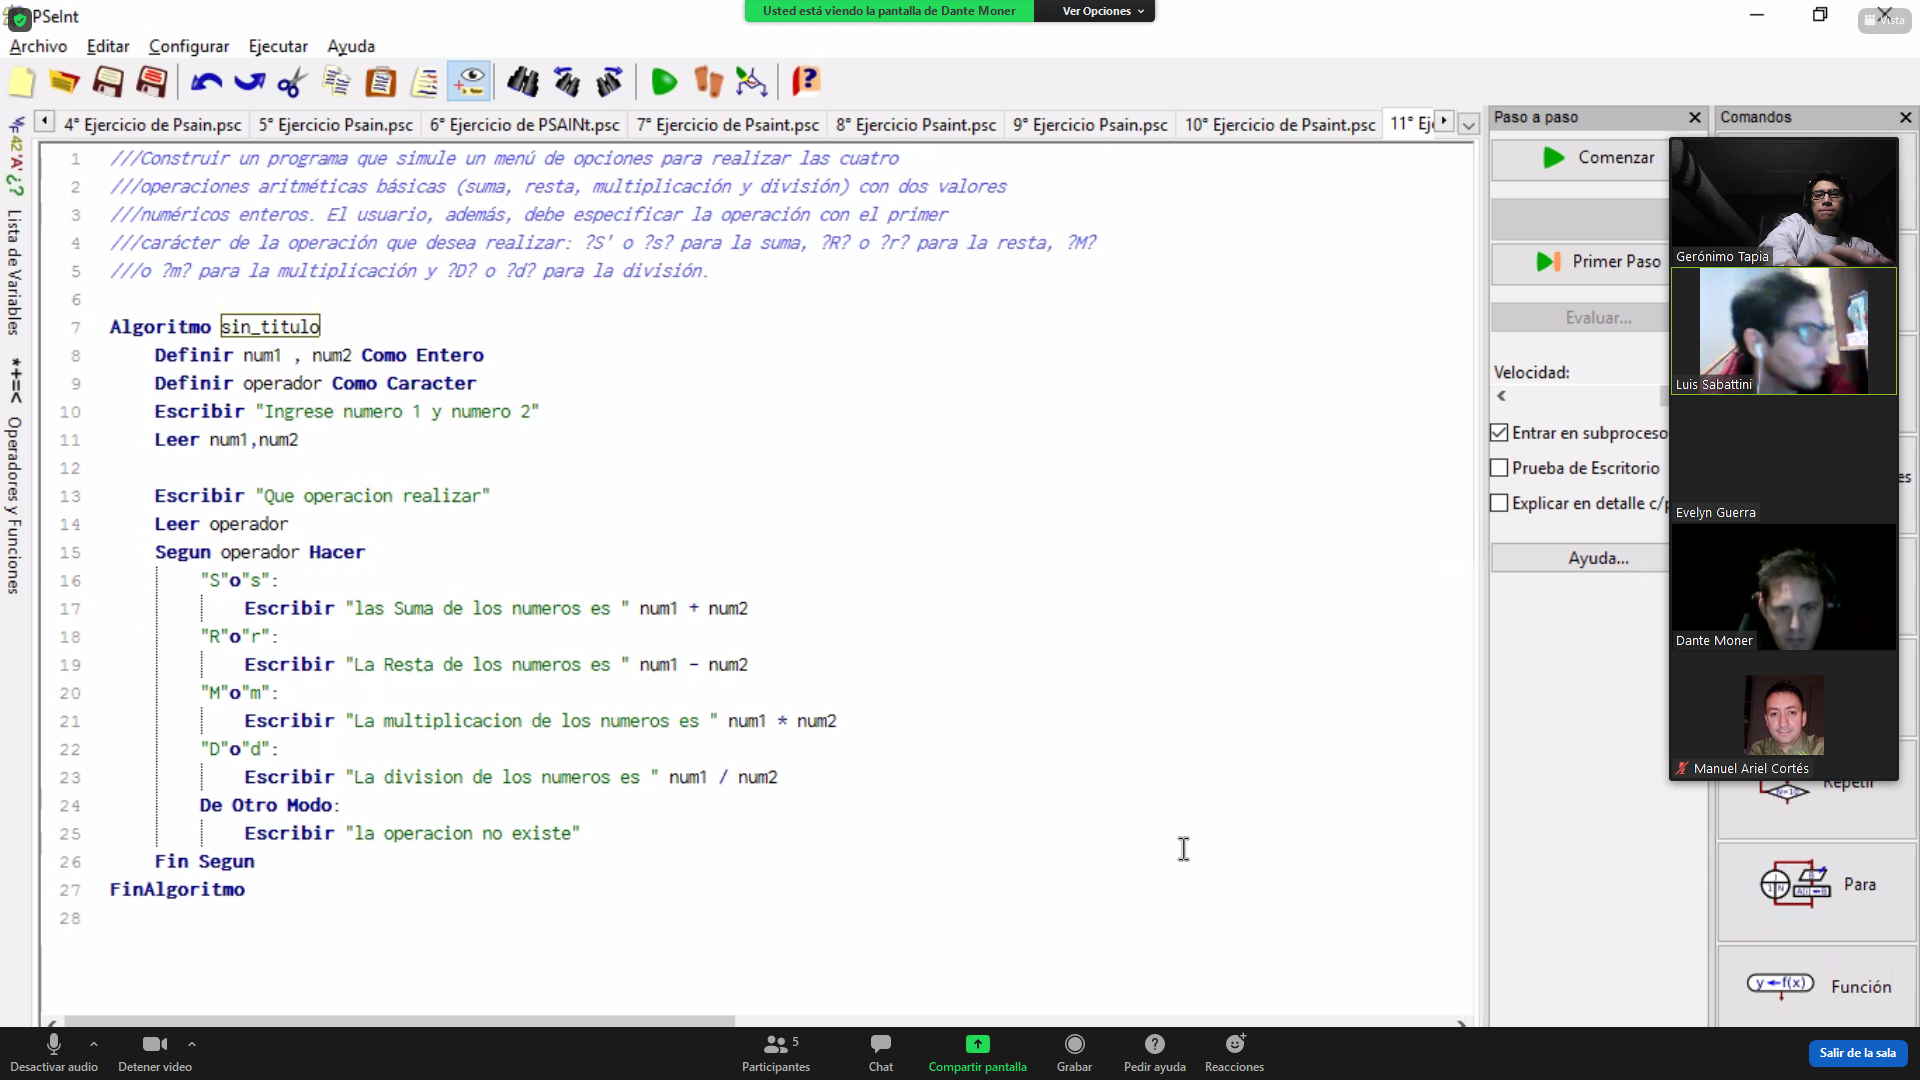 PSeInt
Usted está viendo la pantalla de Dante Moner
Ver Opciones
Vista
Archivo Editar Configurar Ejecutar Ayuda
4° Ejercicio de Psain.psc
5° Ejercicio Psain.psc
6° Ejercicio de PSAINt.psc
7° Ejercicio de Psaint.psc
8° Ejercicio Psaint.psc
9° Ejercicio Psain.psc
10° Ejercicio de Psaint.psc
11° Ej
Lista de Variables
*+=<
Operadores y Funciones
1 ///Construir un programa que simule un menú de opciones para realizar las cuatro
2 ///operaciones aritméticas básicas (suma, resta, multiplicación y división) con dos valores
3 ///numéricos enteros. El usuario, además, debe especificar la operación con el primer
4 ///carácter de la operación que desea realizar: ?S' o ?s? para la suma, ?R? o ?r? para la resta, ?M?
5 ///o ?m? para la multiplicación y ?D? o ?d? para la división.
6
7 Algoritmo sin_titulo
8 Definir num1 , num2 Como Entero
9 Definir operador Como Caracter
10 Escribir "Ingrese numero 1 y numero 2"
11 Leer num1,num2
12
13 Escribir "Que operacion realizar"
14 Leer operador
15 Segun operador Hacer
16 "S"o"s":
17 Escribir "las Suma de los numeros es " num1 + num2
18 "R"o"r":
19 Escribir "La Resta de los numeros es " num1 - num2
20 "M"o"m":
21 Escribir "La multiplicacion de los numeros es " num1 * num2
22 "D"o"d":
23 Escribir "La division de los numeros es " num1 / num2
24 De Otro Modo:
25 Escribir "la operacion no existe"
26 Fin Segun
27 FinAlgoritmo
28
Paso a paso
Comenzar
Primer Paso
Evaluar...
Velocidad:
Entrar en subproceso
Prueba de Escritorio
Explicar en detalle c/p
Ayuda...
Comandos
Gerónimo Tapia
Luis Sabattini
Evelyn Guerra
Dante Moner
Manuel Ariel Cortés
es
Repetir
Para
y←f(x) Función
Desactivar audio
Detener video
5
Participantes
Chat
Compartir pantalla
Grabar
Pedir ayuda
Reacciones
Salir de la sala